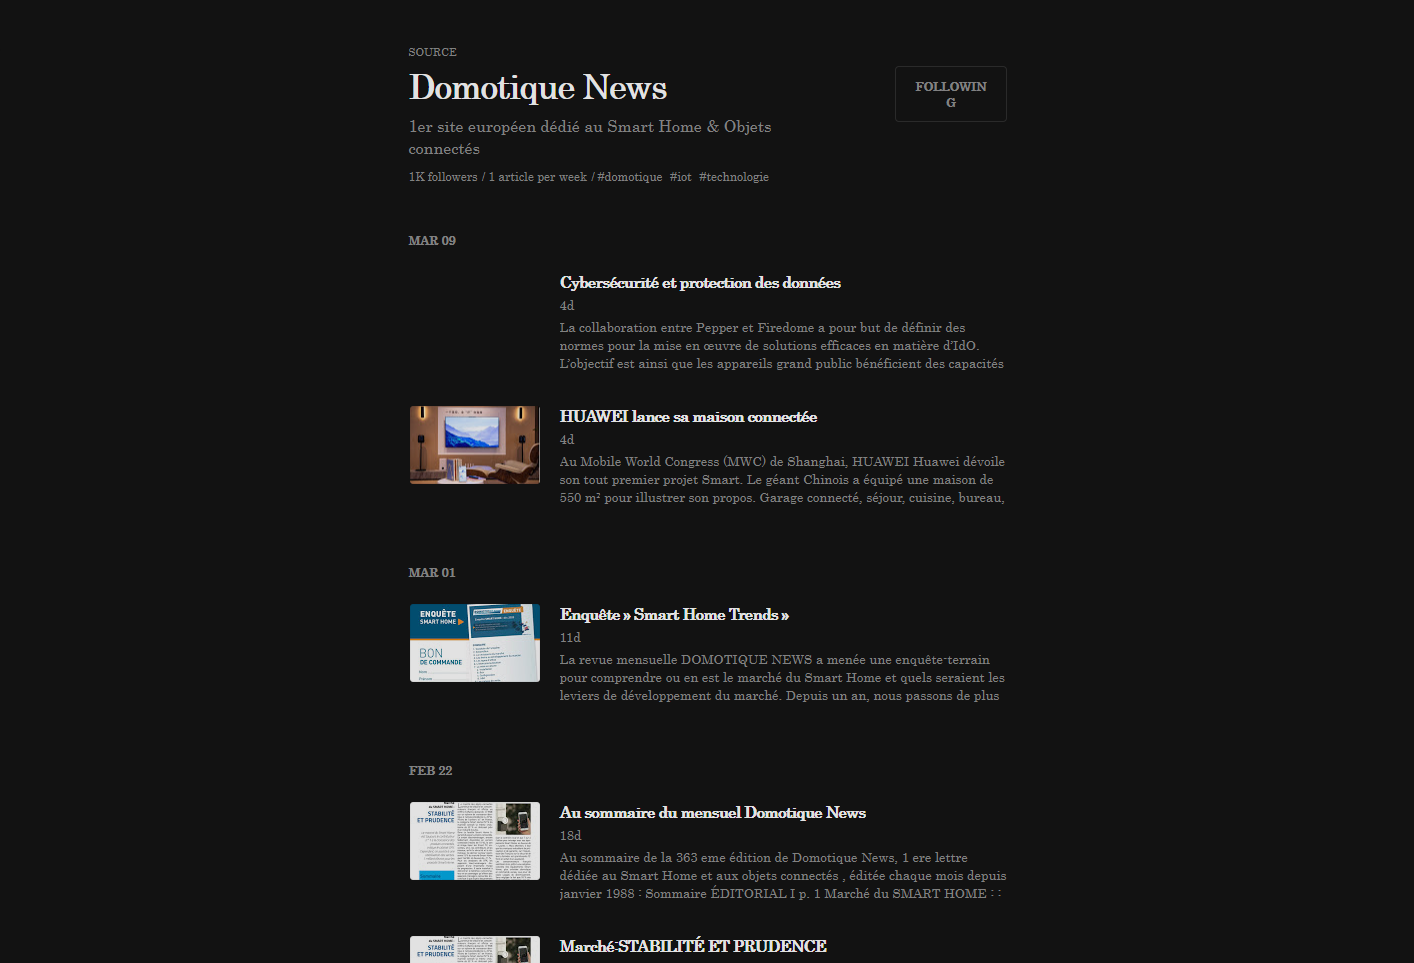 SOURCE
Domotique News
FOLLOWIN
G
1er site européen dédié au Smart Home & Objets
connectés
1K followers / 1 article per week / #domotique #iot #technologie
MAR 09
Cybersécurité et protection des données
4d
La collaboration entre Pepper et Firedome a pour but de définir des
normes pour la mise en œuvre de solutions efficaces en matière d'IdO.
L'objectif est ainsi que les appareils grand public bénéficient des capacités
HUAWEI lance sa maison connectée
4d
Au Mobile World Congress (MWC) de Shanghai, HUAWEI Huawei dévoile
son tout premier projet Smart. Le géant Chinois a équipé une maison de
550 m² pour illustrer son propos. Garage connecté, séjour, cuisine, bureau,
MAR 01
ENQUÊTE
SMART HOME
BON
DE COMMANDE
Enquête » Smart Home Trends »
11d
La revue mensuelle DOMOTIQUE NEWS a menée une enquête-terrain
pour comprendre ou en est le marché du Smart Home et quels seraient les
leviers de développement du marché. Depuis un an, nous passons de plus
FEB 22
STABILITÉ
ET PRUDENCE
Au sommaire du mensuel Domotique News
18d
Au sommaire de la 363 eme édition de Domotique News, 1 ere lettre
dédiée au Smart Home et aux objets connectés , éditée chaque mois depuis
janvier 1988 : Sommaire ÉDITORIAL I p. 1 Marché du SMART HOME : :
STABILITÉ
ET PRUDENCE
Marché-STABILITÉ ET PRUDENCE